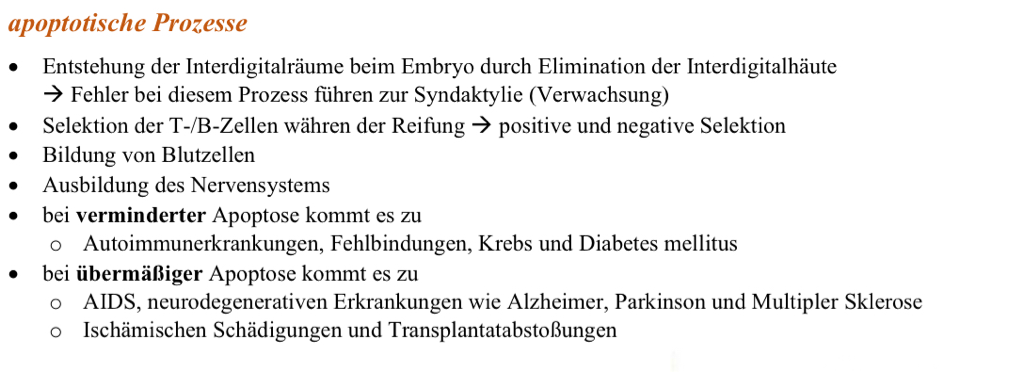 apoptotische Prozesse
• Entstehung der Interdigitalräume beim Embryo durch Elimination der Interdigitalhäute
→ Fehler bei diesem Prozess führen zur Syndaktylie (Verwachsung)
• Selektion der T-/B-Zellen währen der Reifung → positive und negative Selektion
• Bildung von Blutzellen
• Ausbildung des Nervensystems
• bei verminderter Apoptose kommt es zu
o Autoimmunerkrankungen, Fehlbindungen, Krebs und Diabetes mellitus
• bei übermäßiger Apoptose kommt es zu
o AIDS, neurodegenerativen Erkrankungen wie Alzheimer, Parkinson und Multipler Sklerose
o Ischämischen Schädigungen und Transplantatabstoßungen